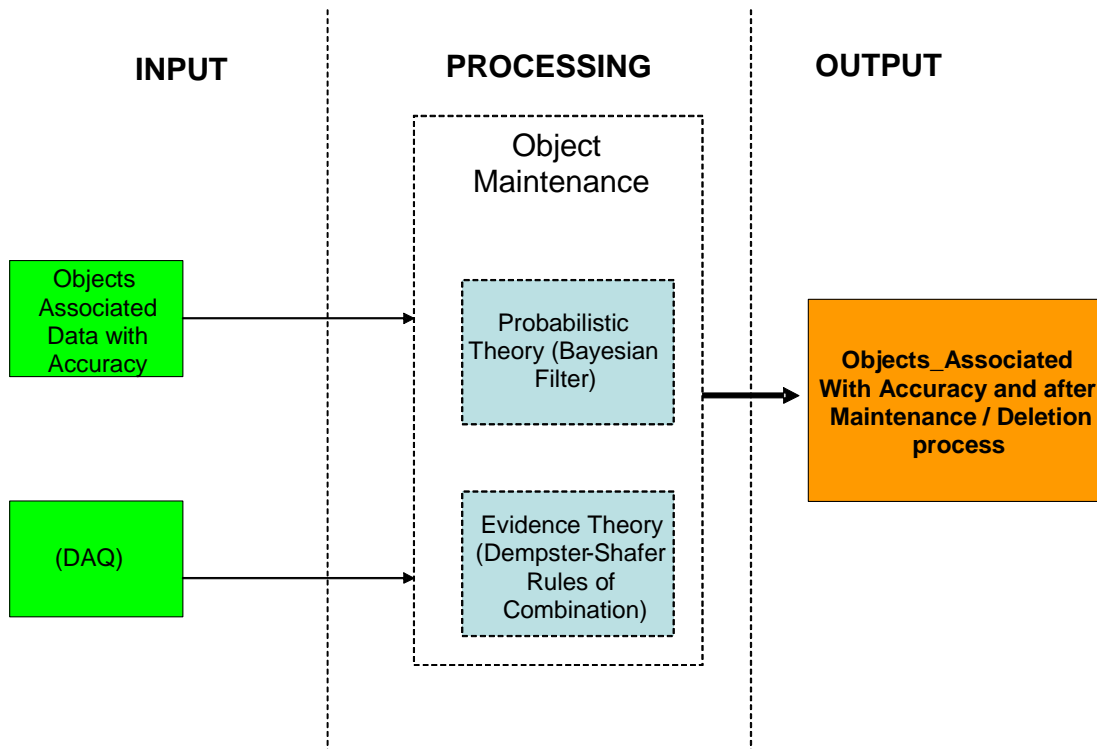 INPUT
PROCESSING
OUTPUT
Object
Maintenance
Objects
Associated
Data with
Accuracy
Probabilistic
Theory (Bayesian
Filter)
Objects_Associated
With Accuracy and after
Maintenance / Deletion
process
(DAQ)
Evidence Theory
(Dempster-Shafer
Rules of
Combination)